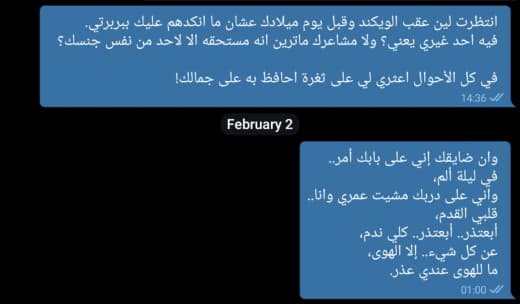 انتظرت لين عقب الويكند وقبل يوم ميلادك عشان ما انكدهم عليك ببربرتي.
فيه احد غيري يعني؟ ولا مشاعرك ماترين انه مستحقه الا لاحد من نفس جنسك؟
في كل الأحوال اعثري لي على ثغرة احافظ به على جمالك!
14:36
February 2
وان ضايقك إني على بابك أمر..
في ليلة ألم،
وأني على دربك مشيت عمري وانا..
قلبي القدم،
أبعتذر.. أبعتذر.. كلي ندم،
عن كل شيء.. إلا الهوى،
ما للهوى عندي عذر.
01:00